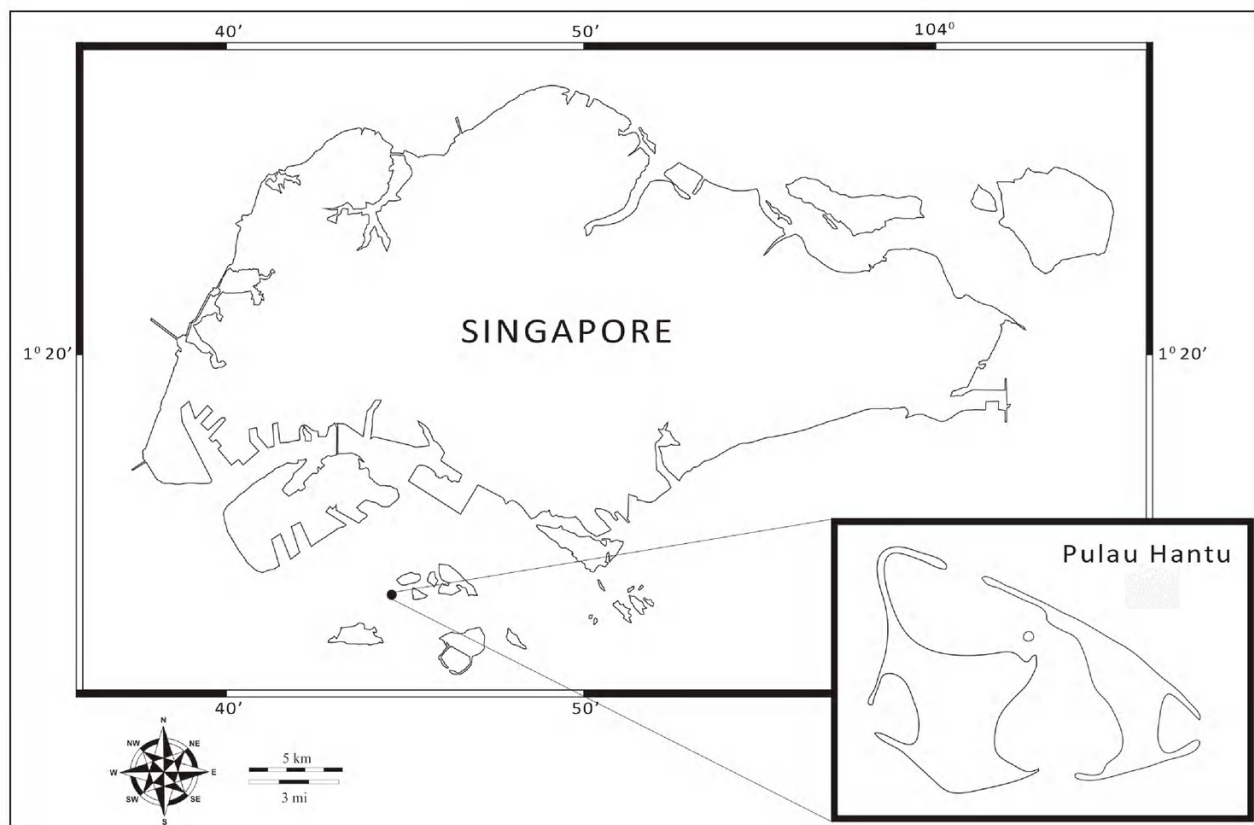 40’ 50’ 104⁰
SINGAPORE
1⁰ 20’ 1⁰ 20’
Pulau Hantu
40’ 50’
N
NW NE
W E
SW SE
S
5 km
3 mi